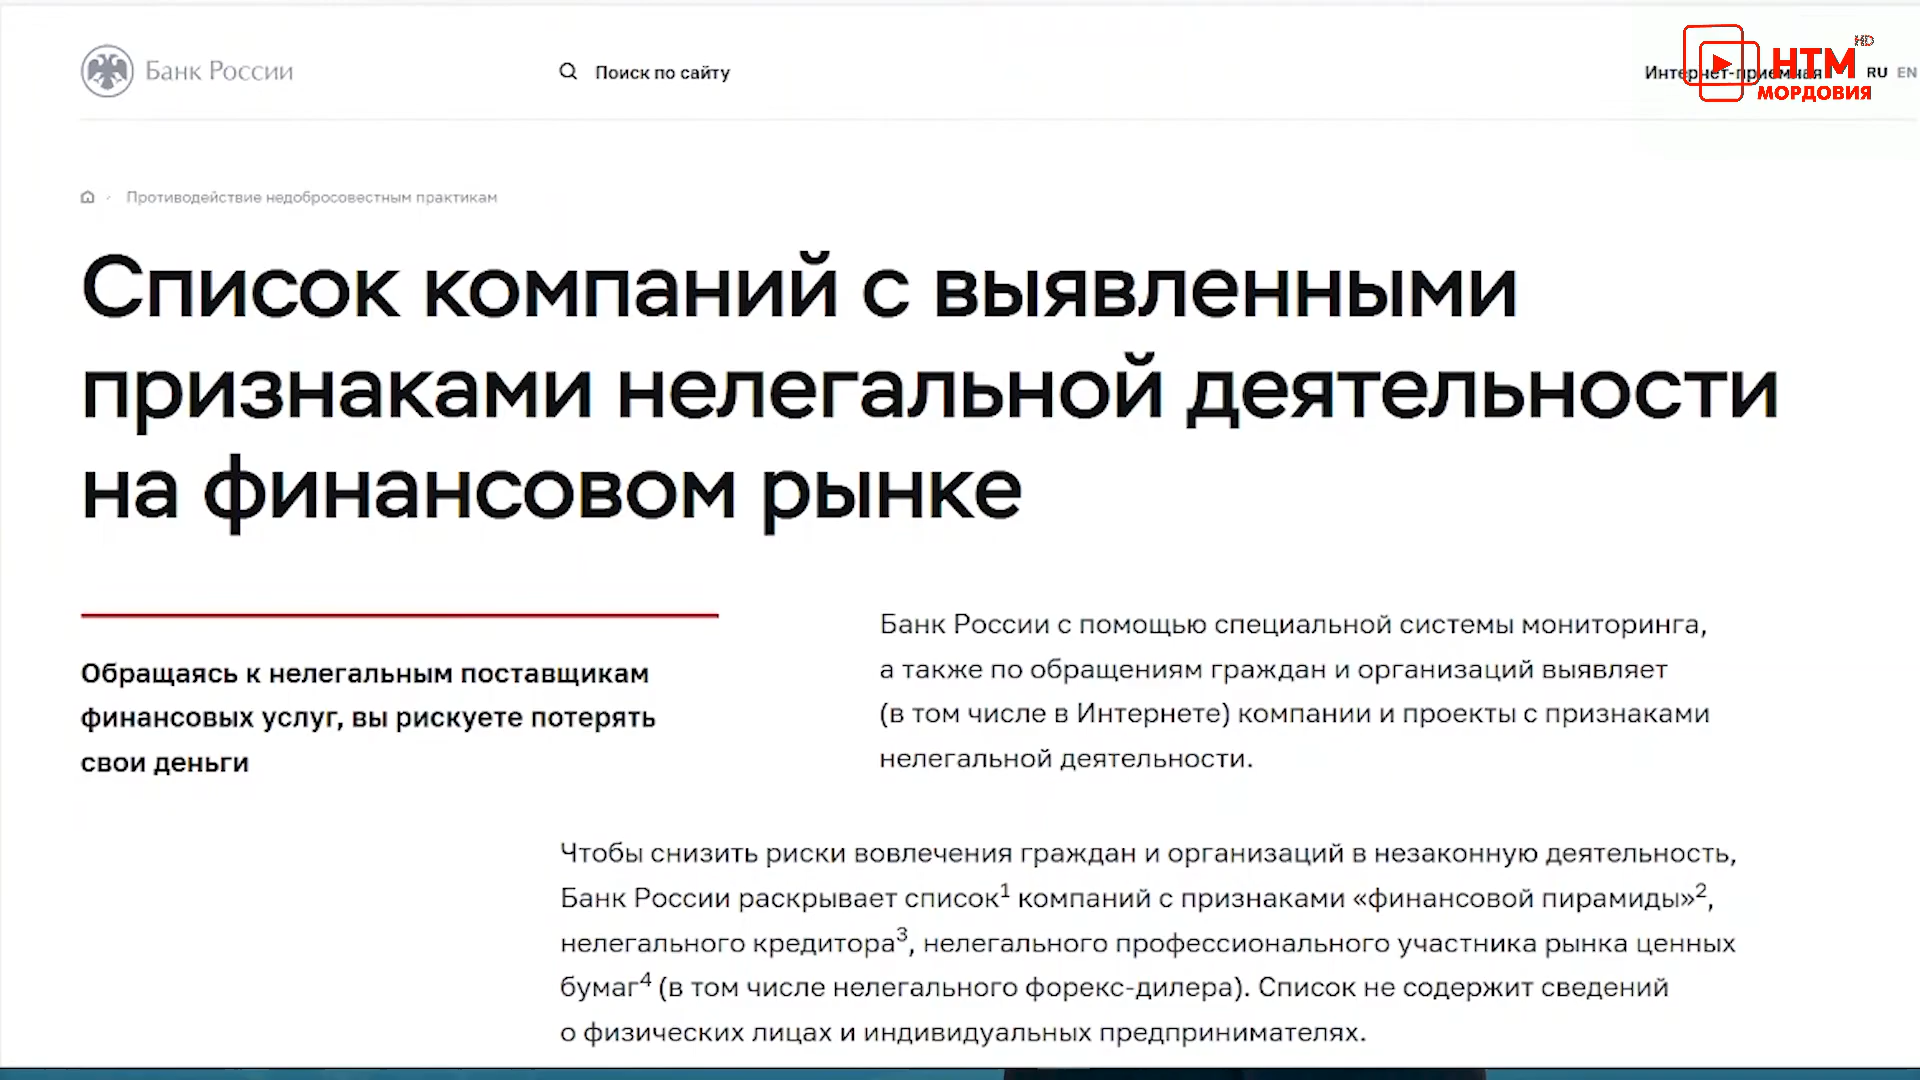 Банк России
Поиск по сайту
Интернет-приемная
RU EN
НТМ HD
МОРДОВИЯ
Противодействие недобросовестным практикам
Список компаний с выявленными
признаками нелегальной деятельности
на финансовом рынке
Обращаясь к нелегальным поставщикам
финансовых услуг, вы рискуете потерять
свои деньги
Банк России с помощью специальной системы мониторинга,
а также по обращениям граждан и организаций выявляет
(в том числе в Интернете) компании и проекты с признаками
нелегальной деятельности.
Чтобы снизить риски вовлечения граждан и организаций в незаконную деятельность,
Банк России раскрывает список¹ компаний с признаками «финансовой пирамиды»²,
нелегального кредитора³, нелегального профессионального участника рынка ценных
бумаг⁴ (в том числе нелегального форекс-дилера). Список не содержит сведений
о физических лицах и индивидуальных предпринимателях.